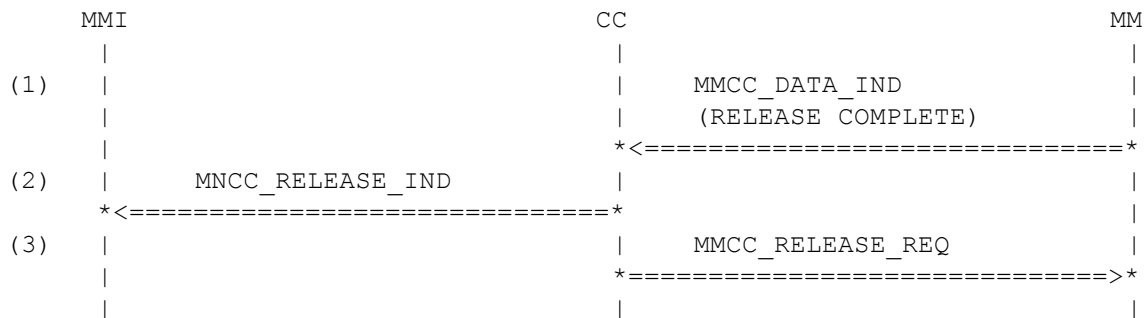 MMI CC MM
(1) MMCC_DATA_IND
(RELEASE COMPLETE)
(2) MNCC_RELEASE_IND
(3) MMCC_RELEASE_REQ